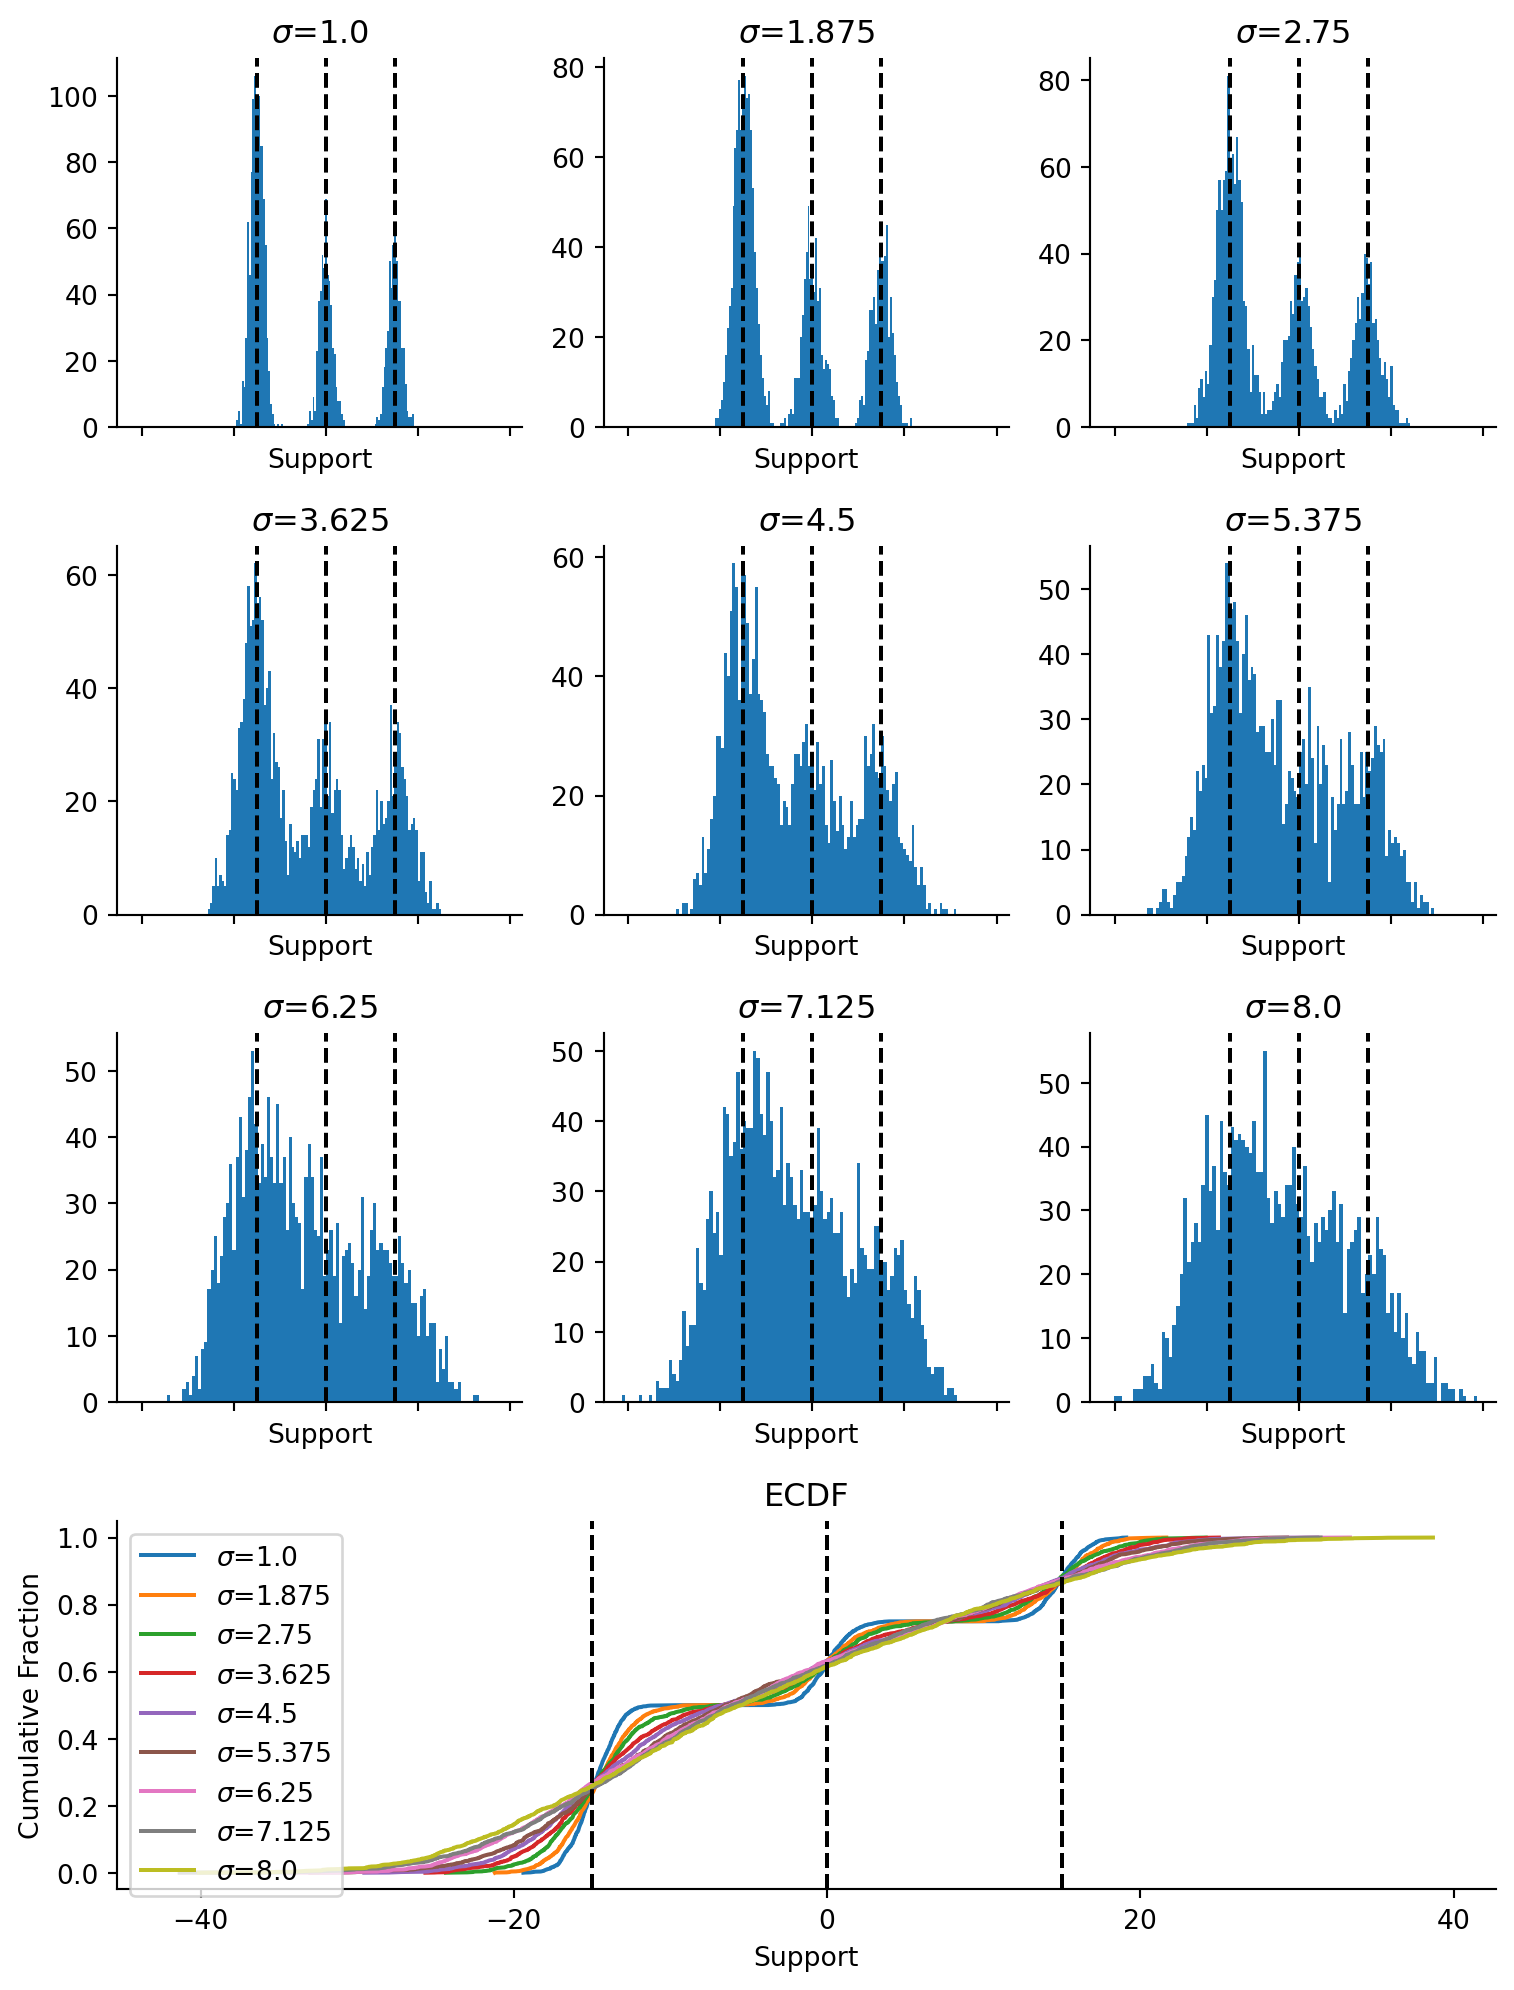 σ=1.0
σ=1.875
σ=2.75
100
80
60
40
20
0
Support
80
60
40
20
0
Support
80
60
40
20
0
Support
σ=3.625
σ=4.5
σ=5.375
60
40
20
0
Support
60
40
20
0
Support
50
40
30
20
10
0
Support
σ=6.25
σ=7.125
σ=8.0
50
40
30
20
10
0
Support
50
40
30
20
10
0
Support
50
40
30
20
10
0
Support
ECDF
Cumulative Fraction
1.0
0.8
0.6
0.4
0.2
0.0
σ=1.0
σ=1.875
σ=2.75
σ=3.625
σ=4.5
σ=5.375
σ=6.25
σ=7.125
σ=8.0
−40 −20 0 20 40
Support